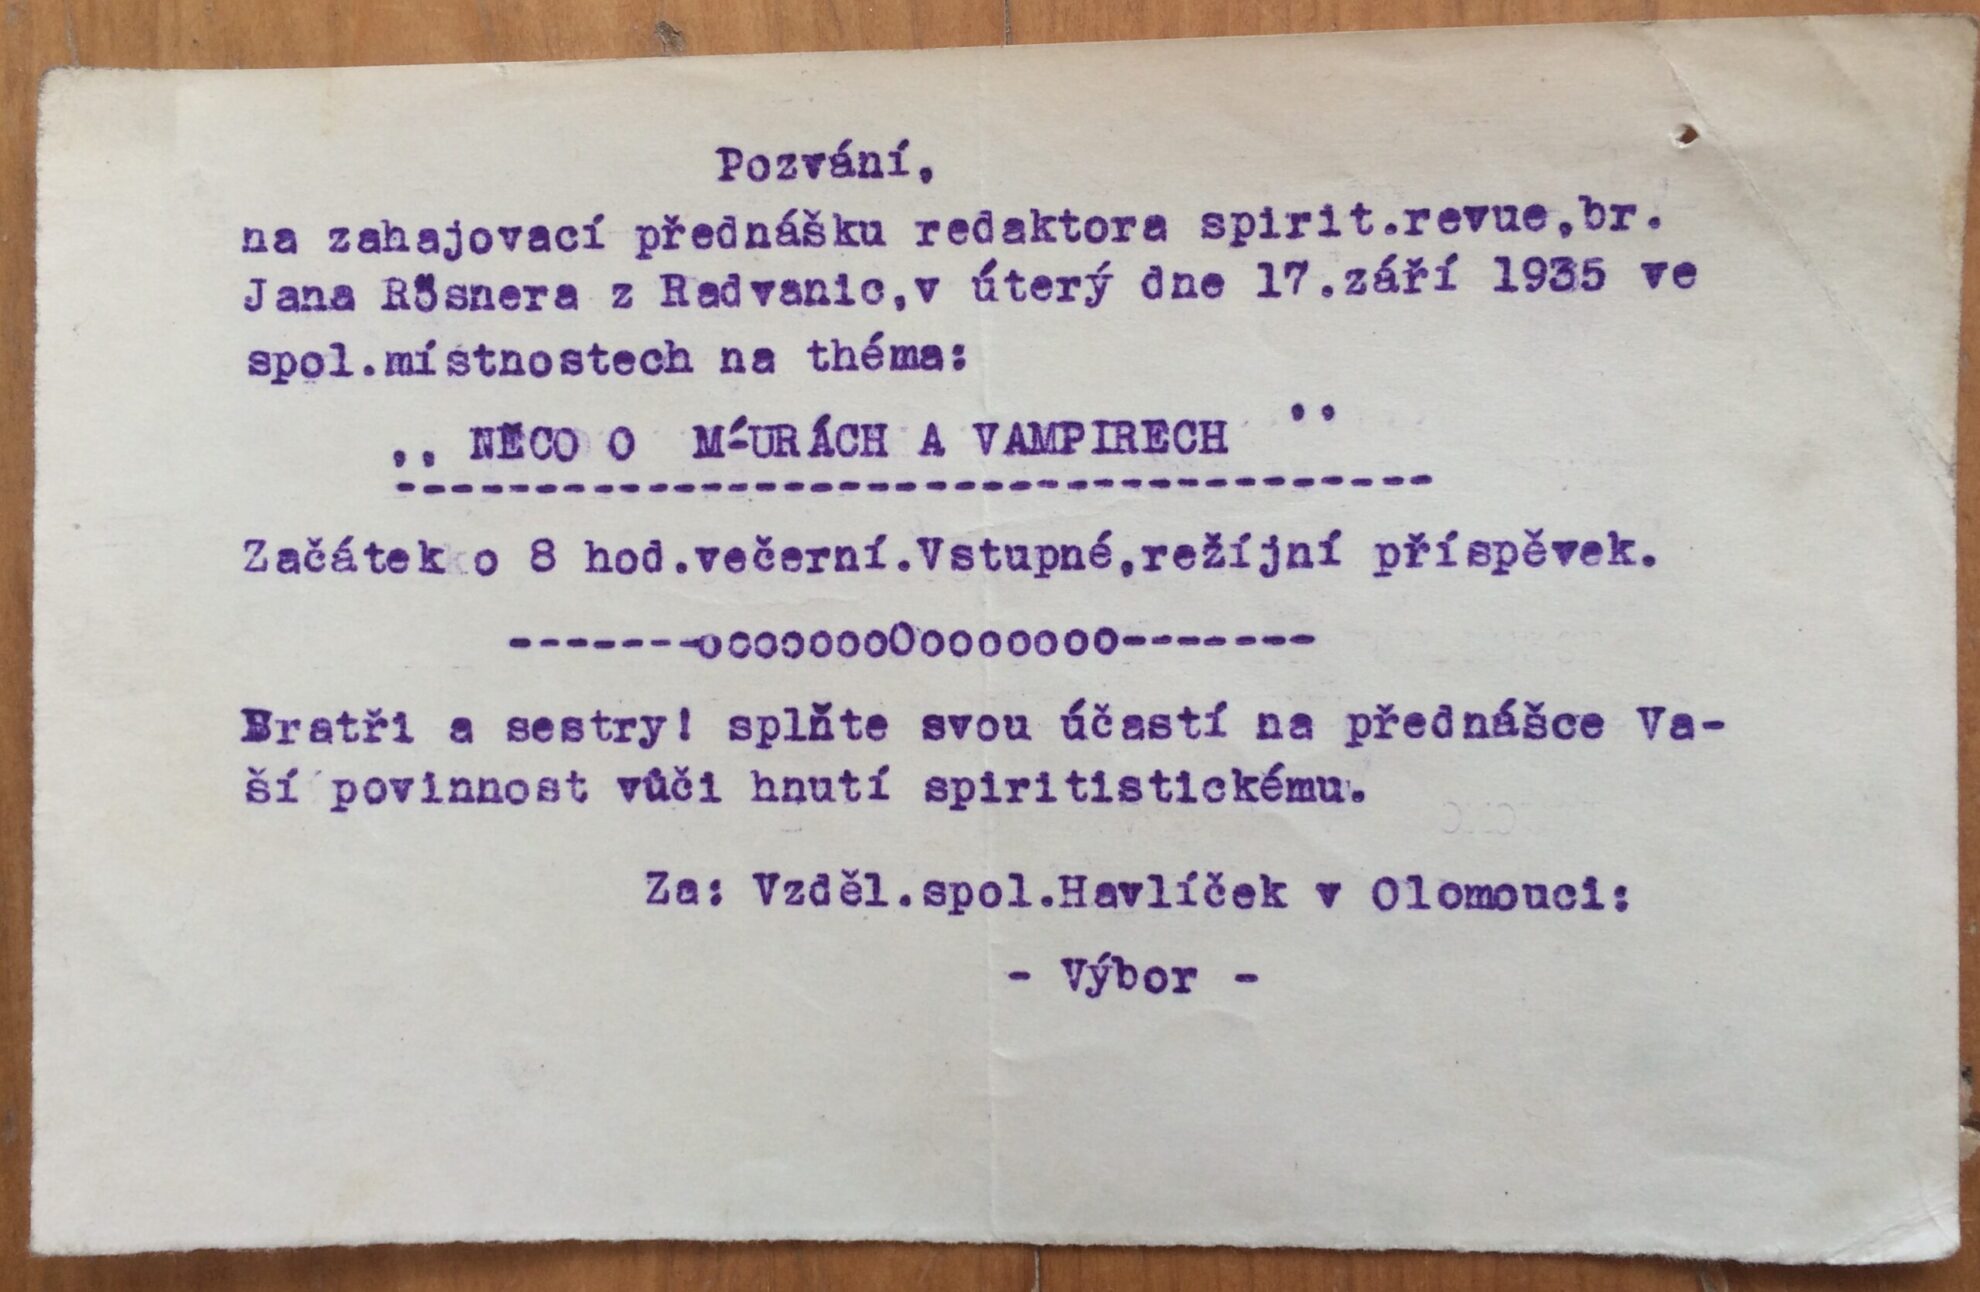 Pozvání,
na zahajovací přednášku redaktora spirit.revue,br.
Jana Rösnera z Radvanic,v úterý dne 17.září 1935 ve
spol.místnostech na théma:
,, NĚCO O M´URÁCH A VAMPIRECH ''
-------------------------------------
Začátek o 8 hod.večerní.Vstupné,režíjní příspěvek.
-------oooooooOoooooooo-------
Bratři a sestry! splňte svou účastí na přednášce Va-
ší povinnost vůči hnutí spiritistickému.
Za: Vzděl.spol.Havlíček v Olomouci:
- Výbor -